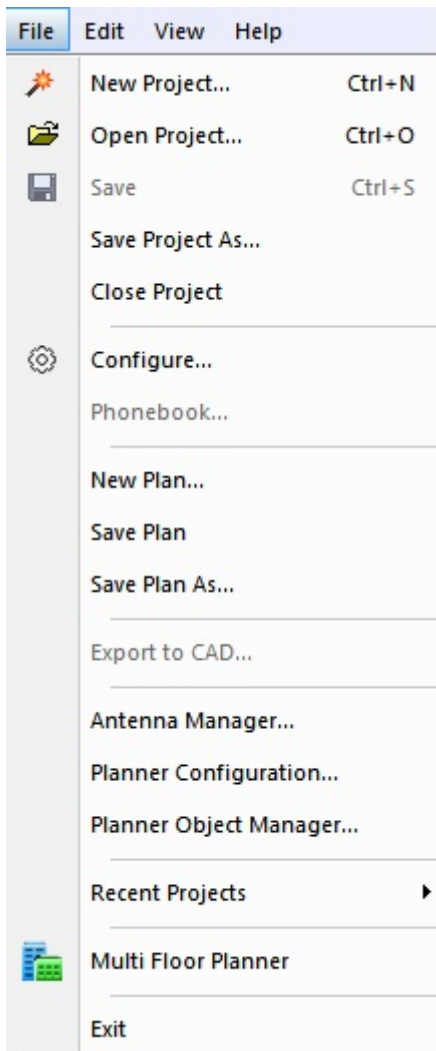 File Edit View Help
New Project... Ctrl+N
Open Project... Ctrl+O
Save Ctrl+S
Save Project As...
Close Project
Configure...
Phonebook...
New Plan...
Save Plan
Save Plan As...
Export to CAD...
Antenna Manager...
Planner Configuration...
Planner Object Manager...
Recent Projects
Multi Floor Planner
Exit